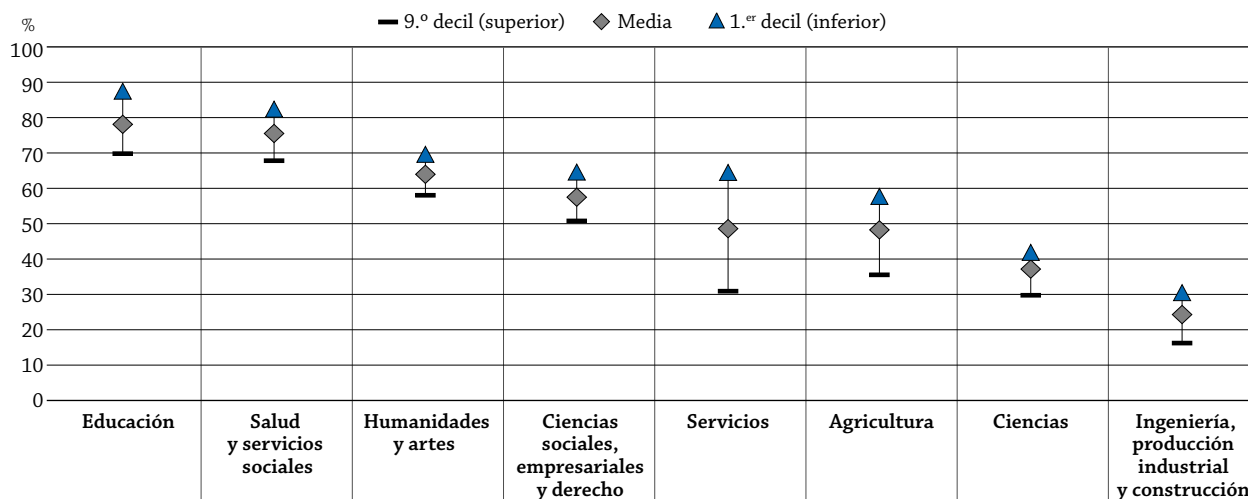 9.º decil (superior) Media 1.er decil (inferior)
%
100
90
80
70
60
50
40
30
20
10
0
Educación
Salud
y servicios
sociales
Humanidades
y artes
Ciencias
sociales,
empresariales
y derecho
Servicios
Agricultura
Ciencias
Ingeniería,
producción
industrial
y construcción